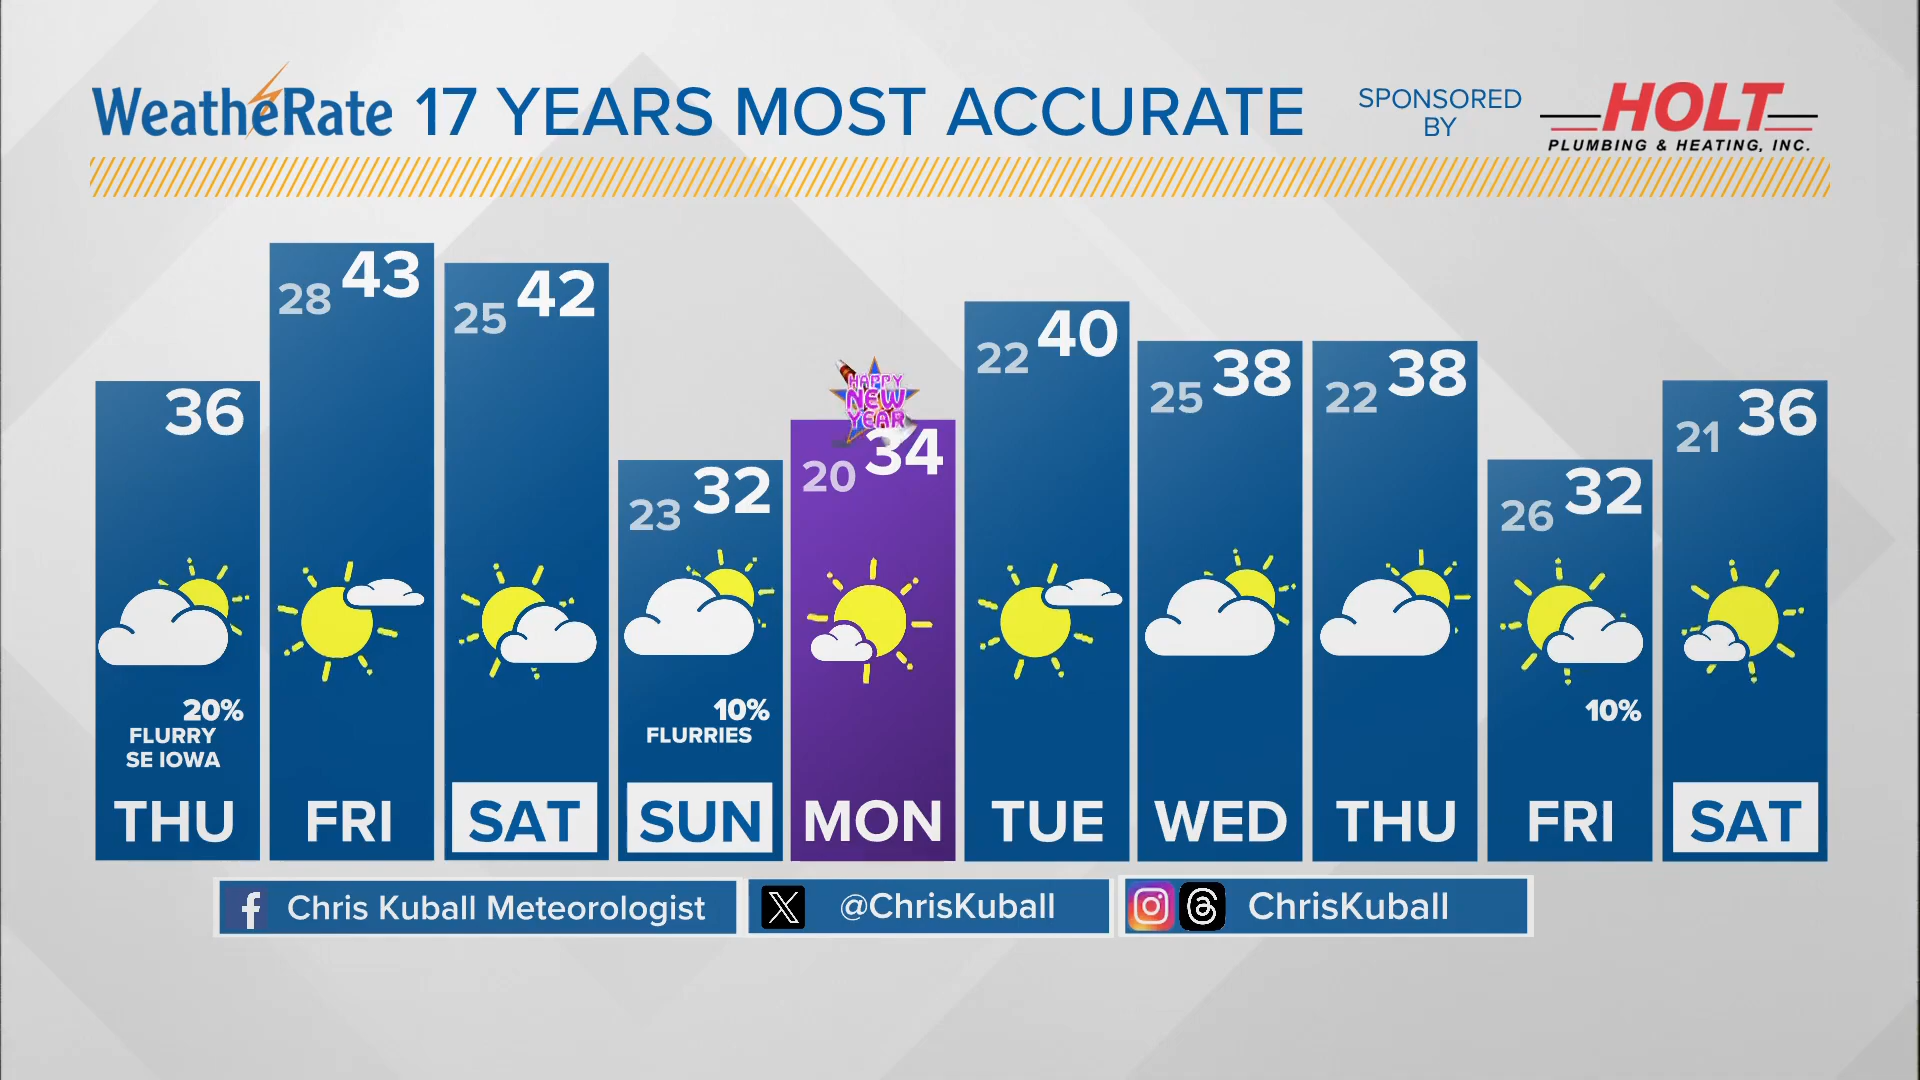 WeatheRate 17 YEARS MOST ACCURATE
SPONSORED
BY
HOLT
PLUMBING & HEATING, INC.
36
20%
FLURRY
SE IOWA
THU
28 43
FRI
25 42
SAT
23 32
10%
FLURRIES
SUN
HAPPY
NEW
YEAR
20 34
MON
22 40
TUE
25 38
WED
22 38
THU
26 32
10%
FRI
21 36
SAT
f Chris Kuball Meteorologist
X @ChrisKuball
ChrisKuball